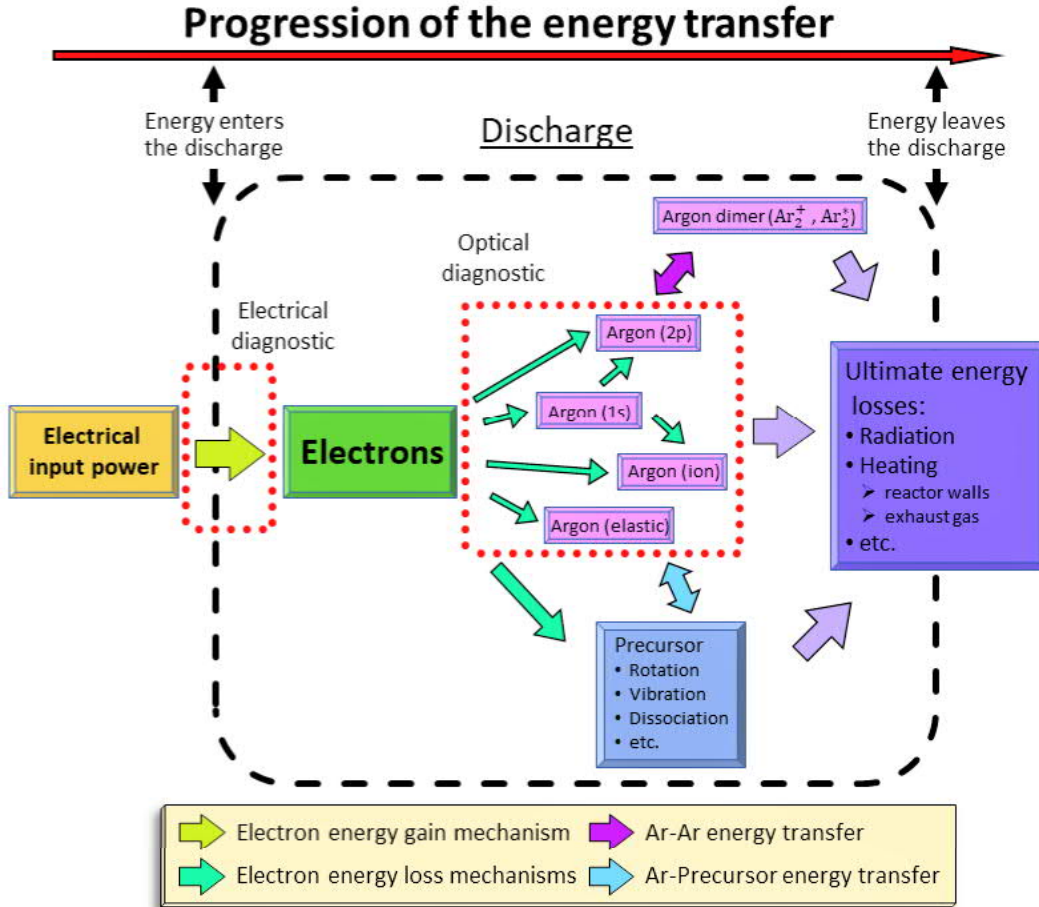 Progression of the energy transfer
Energy enters
the discharge
Energy leaves
the discharge
Discharge
Argon dimer (Ar₂⁺ , Ar₂*)
Optical
diagnostic
Electrical
diagnostic
Argon (2p)
Argon (1s)
Argon (ion)
Argon (elastic)
Electrical
input power
Electrons
Ultimate energy
losses:
• Radiation
• Heating
➢ reactor walls
➢ exhaust gas
• etc.
Precursor
• Rotation
• Vibration
• Dissociation
• etc.
Electron energy gain mechanism
Ar-Ar energy transfer
Electron energy loss mechanisms
Ar-Precursor energy transfer